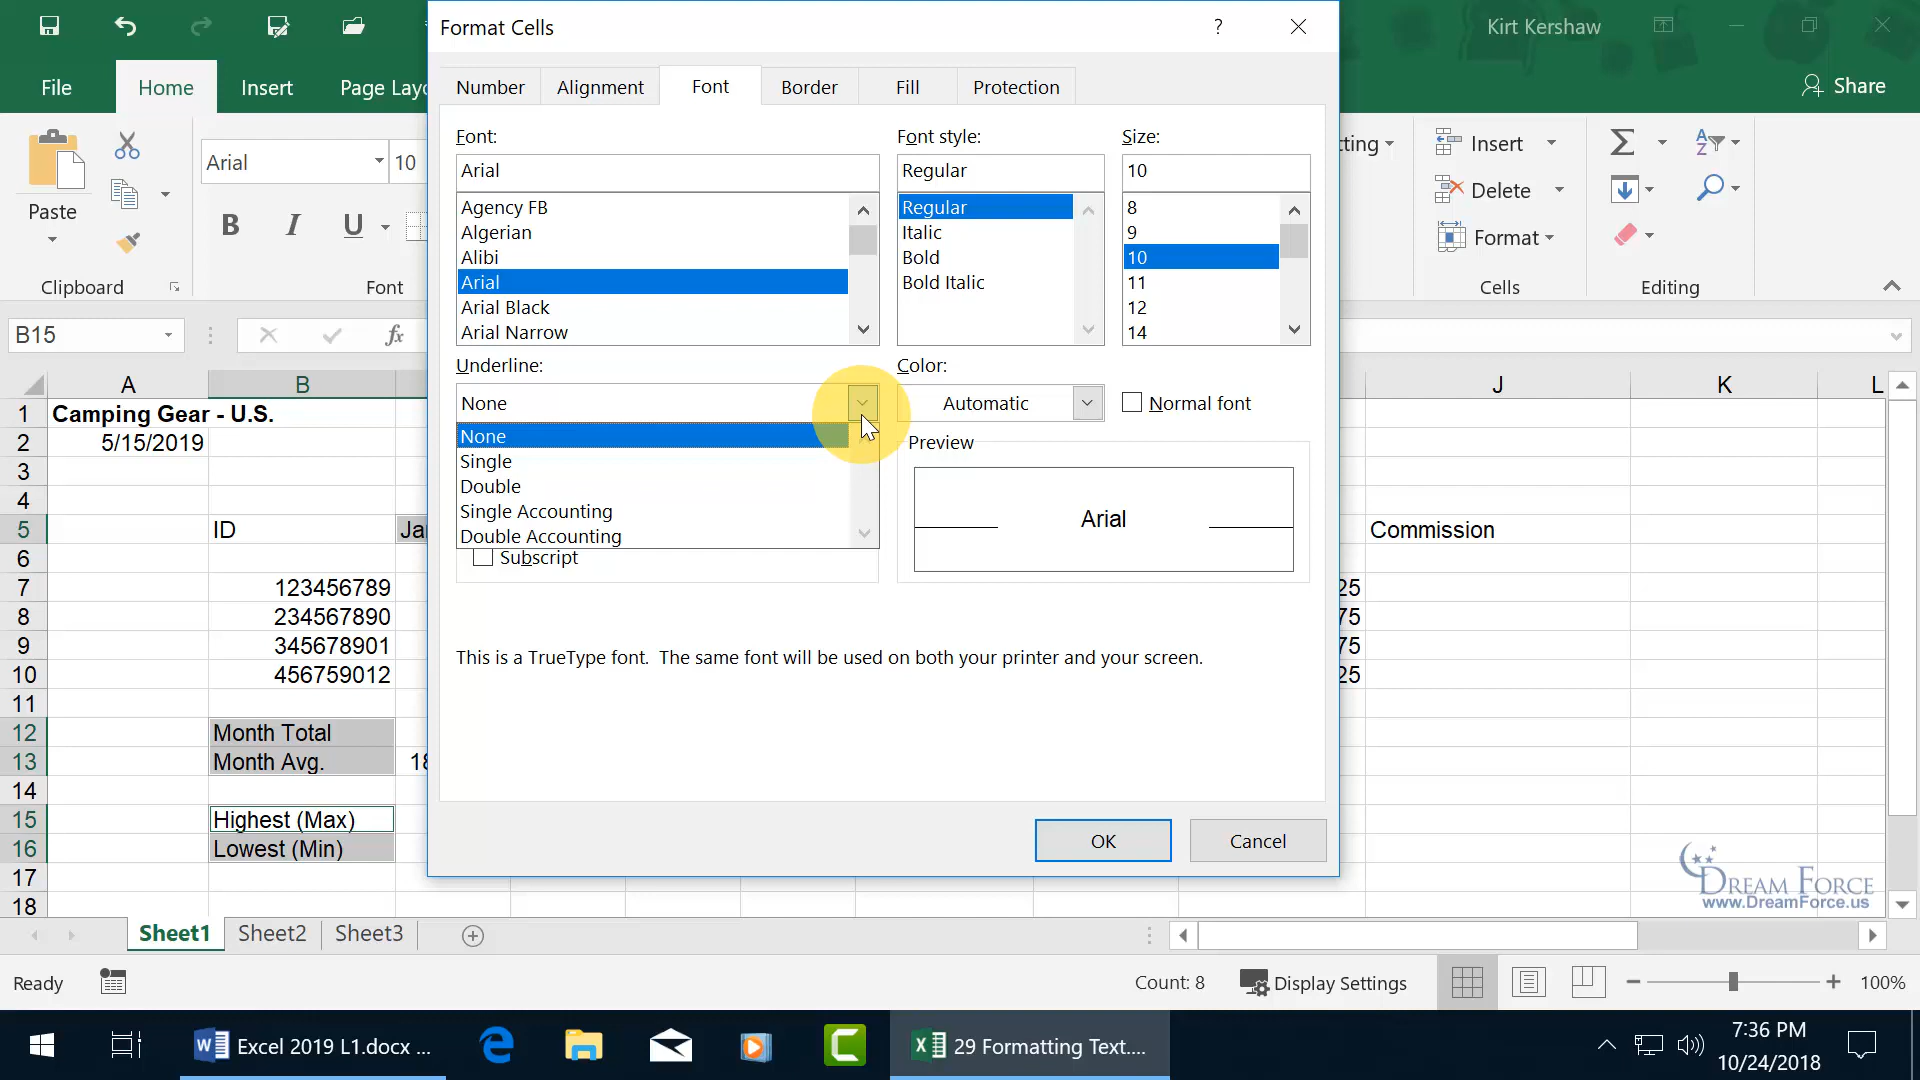 Format Cells
?
Kirt Kershaw
File
Home
Insert
Page Layo
Share
Number
Alignment
Font
Border
Fill
Protection
Paste
Clipboard
Arial
10
B
I
U
Font
Font:
Arial
Agency FB
Algerian
Alibi
Arial
Arial Black
Arial Narrow
Font style:
Regular
Regular
Italic
Bold
Bold Italic
Size:
10
8
9
10
11
12
14
tting
Insert
Delete
Format
Cells
Editing
B15
fx
Underline:
None
None
Single
Double
Single Accounting
Double Accounting
Subscript
Color:
Automatic
Normal font
Preview
Arial
This is a TrueType font. The same font will be used on both your printer and your screen.
OK
Cancel
A
B
J
K
L
1 Camping Gear - U.S.
2 5/15/2019
3
4
5 ID Jan Commission
6
7 123456789 25
8 234567890 75
9 345678901 75
10 456759012 25
11
12 Month Total
13 Month Avg. 18
14
15 Highest (Max)
16 Lowest (Min)
17
18
DREAM FORCE
www.DreamForce.us
Sheet1
Sheet2
Sheet3
Ready
Count: 8
Display Settings
100%
Excel 2019 L1.docx ...
29 Formatting Text....
7:36 PM
10/24/2018